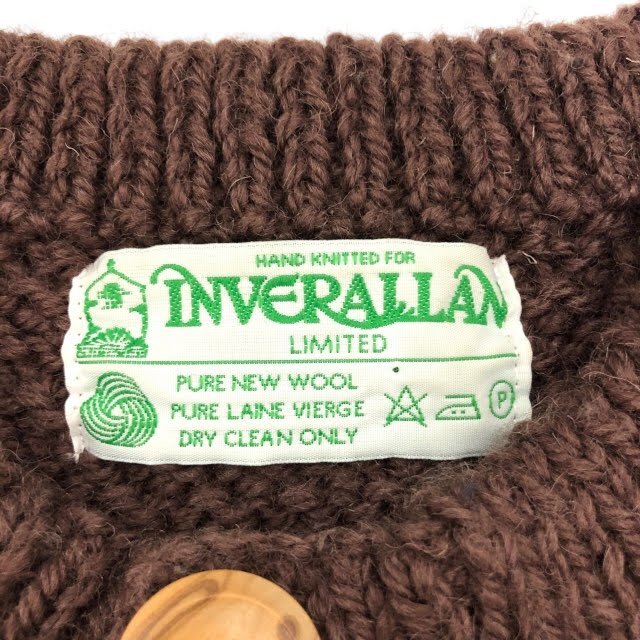 HAND KNITTED FOR
INVERALLAN
LIMITED
PURE NEW WOOL
PURE LAINE VIERGE
DRY CLEAN ONLY
P